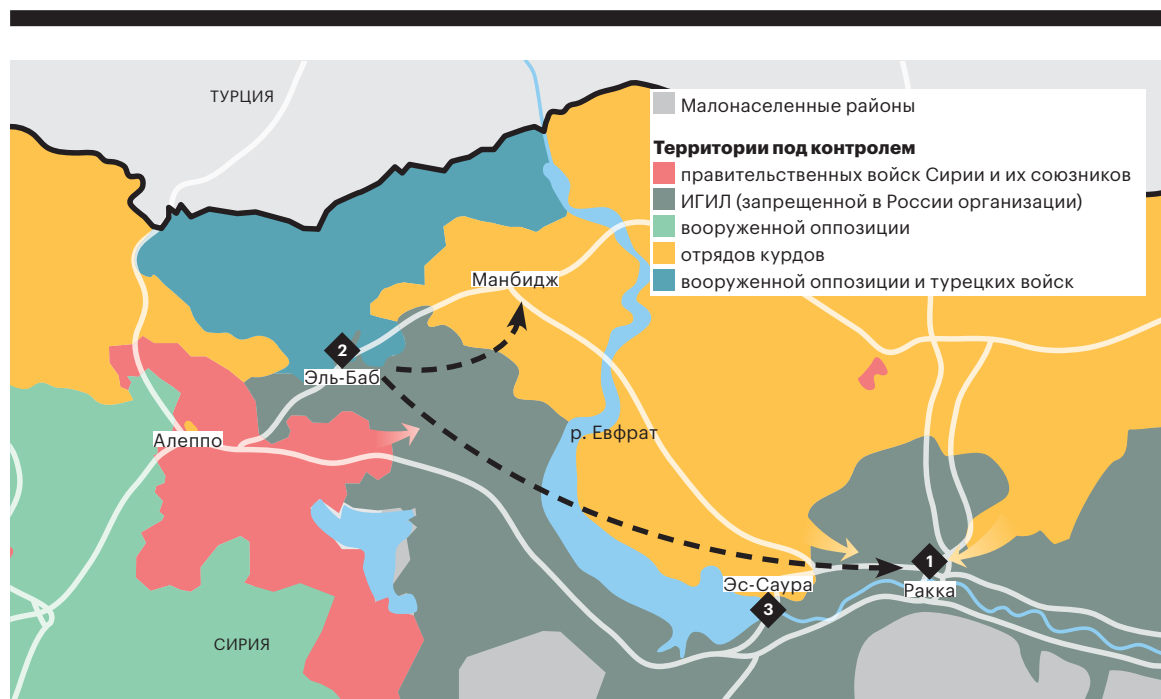 ТУРЦИЯ
Малонаселенные районы
Территории под контролем
правительственных войск Сирии и их союзников
ИГИЛ (запрещенной в России организации)
вооруженной оппозиции
отрядов курдов
вооруженной оппозиции и турецких войск
Манбидж
2
Эль-Баб
Алеппо
р. Евфрат
1
Эс-Саура
Ракка
3
СИРИЯ